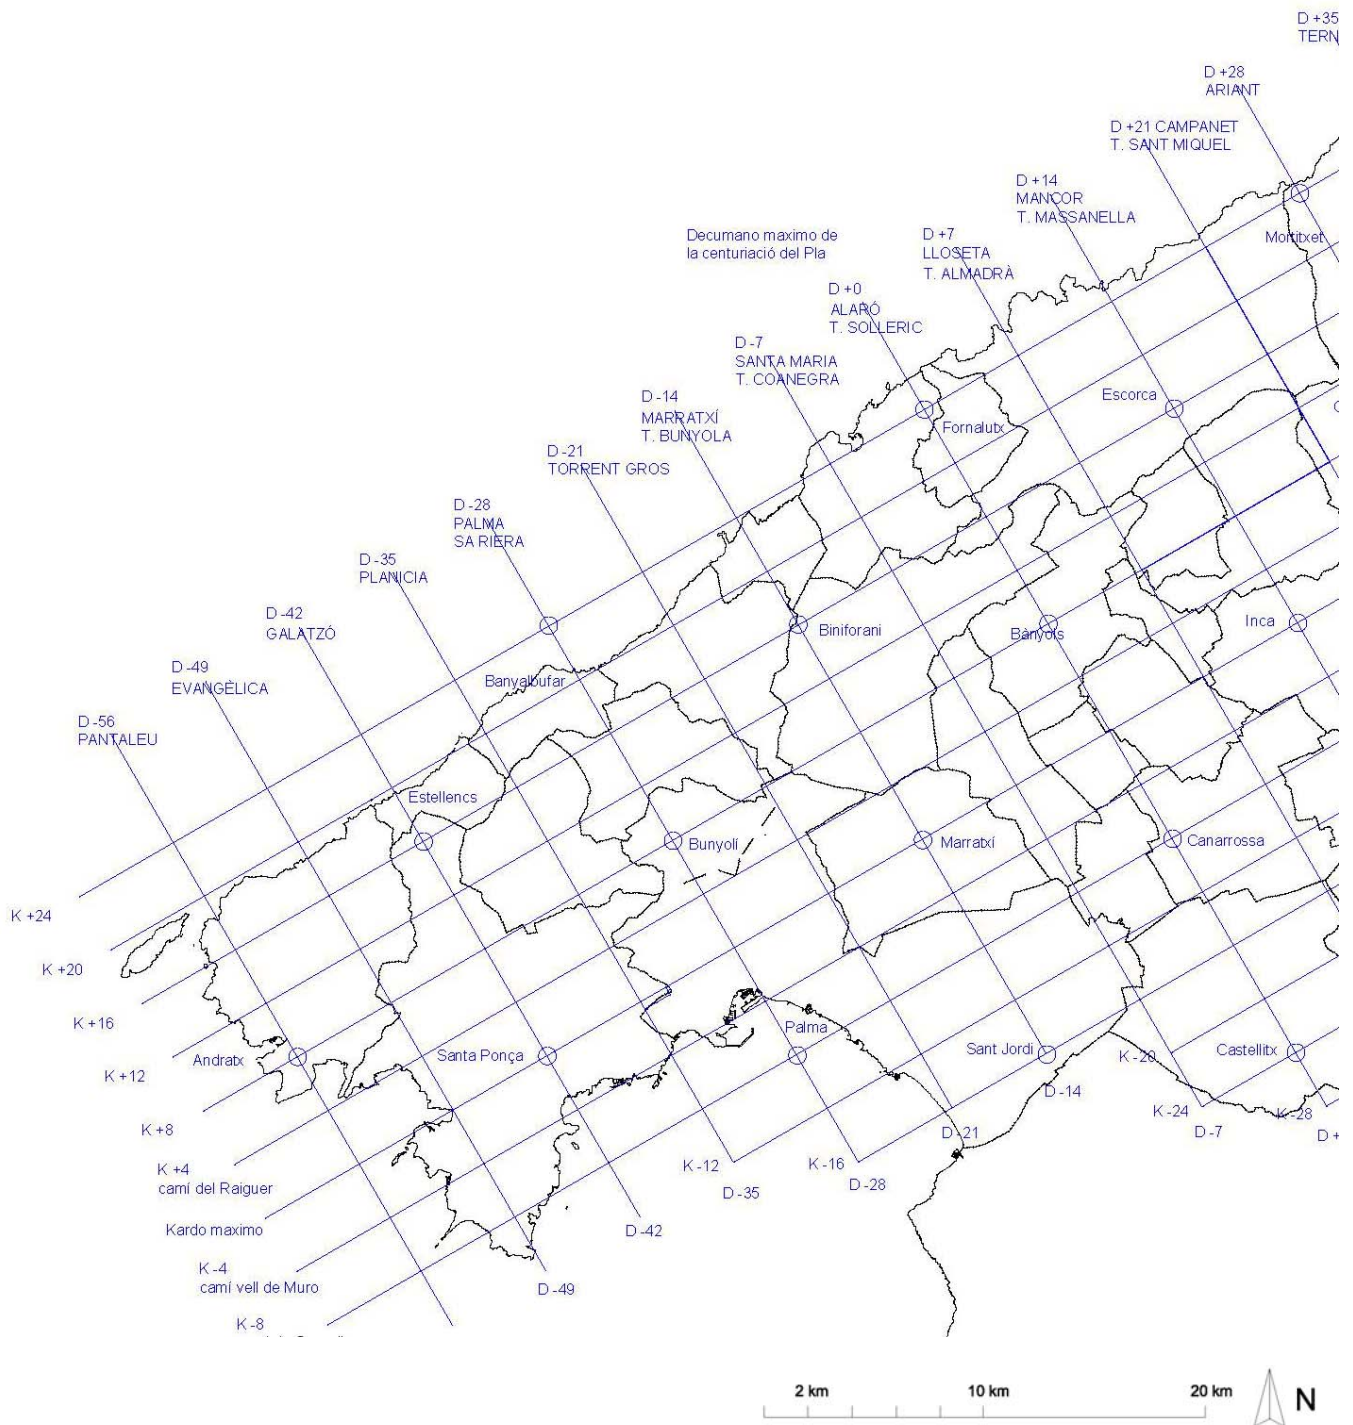 D +35
TERN
D +28
ARIANT
D +21 CAMPANET
T. SANT MIQUEL
D +14
MANCOR
T. MASSANELLA
Decumano maximo de
la centuriació del Pla
D +7
LLOSETA
T. ALMADRÀ
Mortitxet
D +0
ALARÓ
T. SOLLERIC
D -7
SANTA MARIA
T. COANEGRA
D -14
MARRATXÍ
T. BUNYOLA
Escorca
Fornalutx
D -21
TORRENT GROS
D -28
PALMA
SA RIERA
D -35
PLANICIA
D -42
GALATZÓ
Biniforani
Bànyols
Inca
D -49
EVANGÈLICA
Banyalbufar
D -56
PANTALEU
Estellencs
Bunyolí
Marratxí
Canarrossa
K +24
K +20
K +16
K +12
K +8
Andratx
Santa Ponça
Palma
Sant Jordi
K -20
Castellitx
D -14
K -24
K -28
D -7
D +
D -21
K -12
K -16
D -35
D -28
K +4
camí del Raiguer
Kardo maximo
D -42
K -4
camí vell de Muro
D -49
K -8
2 km
10 km
20 km
N